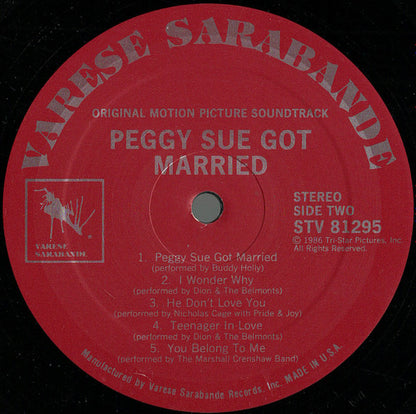 VARESE SARABANDE
ORIGINAL MOTION PICTURE SOUNDTRACK
PEGGY SUE GOT
MARRIED
VARESE
SARABANDE
STEREO
SIDE TWO
STV 81295
© 1986 Tri-Star Pictures, Inc.
All Rights Reserved.
1. Peggy Sue Got Married
(performed by Buddy Holly)
2. I Wonder Why
(performed by Dion & The Belmonts)
3. He Don't Love You
(performed by Nicholas Cage with Pride & Joy)
4. Teenager In Love
(performed by Dion & The Belmonts)
5. You Belong To Me
(performed by The Marshall Crenshaw Band)
Manufactured by Varese Sarabande Records, Inc. MADE IN U.S.A.